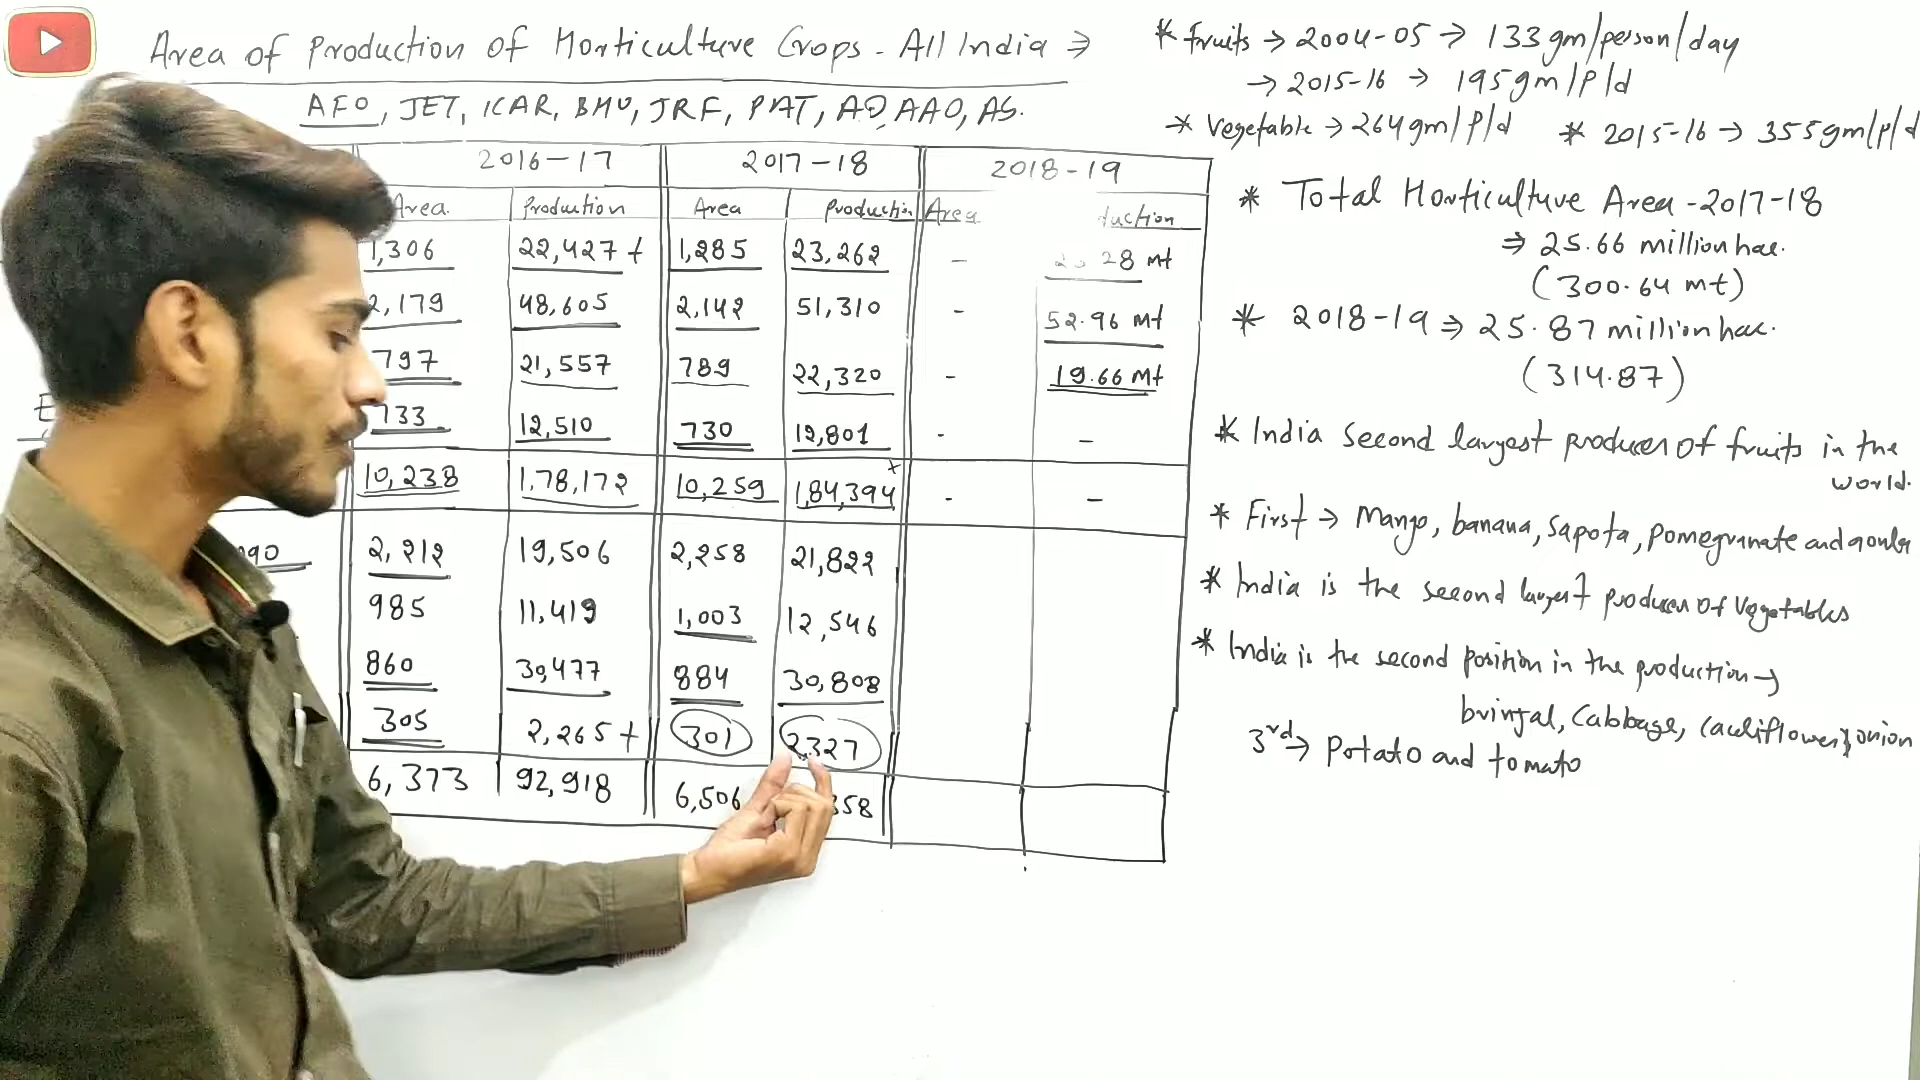 Area of Production of Horticulture Crops - All India ⇒
AFO, JET, ICAR, BHU, JRF, PAT, AO, AAO, AS.
2016-17 2017-18 2018-19
Area. Production Area Production Area duction
1,306 22,427 t 1,285 23,262 - 28 mt
2,179 48,605 2,142 51,310 - 52.96 mt
797 21,557 789 22,320 - 19.66 Mt
E 733 12,510 730 12,801 - -
10,238 1,78,172 10,259 1,84,394 - -
90 2,212 19,506 2,258 21,822
985 11,419 1,003 12,546
860 30,477 884 30,808
305 2,265 t 301 2327
6,373 92,918 6,506 358
* fruits → 2004-05 → 133 gm/person/day
→ 2015-16 → 195 gm/P/d
* Vegetable → 264 gm/P/d * 2015-16 → 355 gm/p/d
* Total Horticulture Area - 2017-18
⇒ 25.66 million hae.
(300.64 mt)
* 2018-19 ⇒ 25.87 million hae.
(314.87)
* India Second largest producer of fruits in the
world.
* First → Mango, banana, Sapota, pomegranate and aonla
* India is the second largest producer of Vegetables
* India is the second position in the production →
brinjal, Cabbage, Cauliflower, onion
3rd → potato and tomato